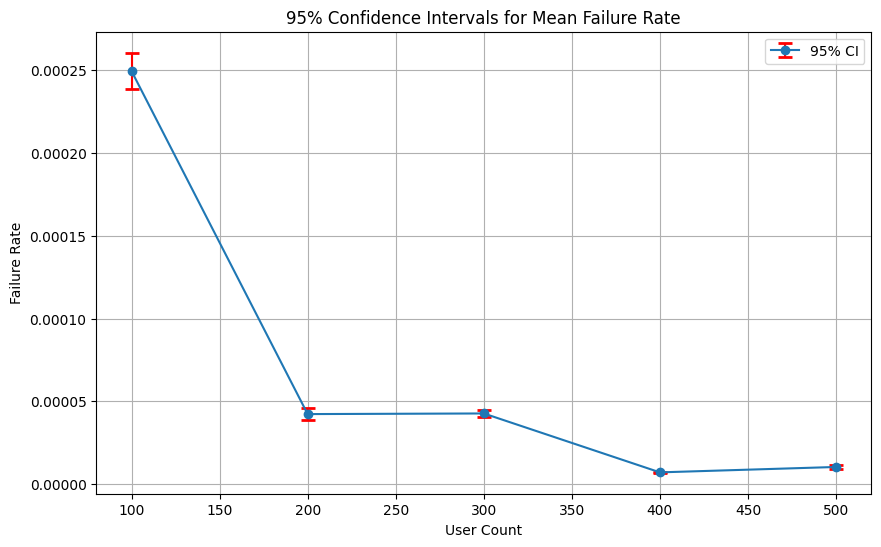 95% Confidence Intervals for Mean Failure Rate
95% CI
Failure Rate
0.00025
0.00020
0.00015
0.00010
0.00005
0.00000
100 150 200 250 300 350 400 450 500
User Count